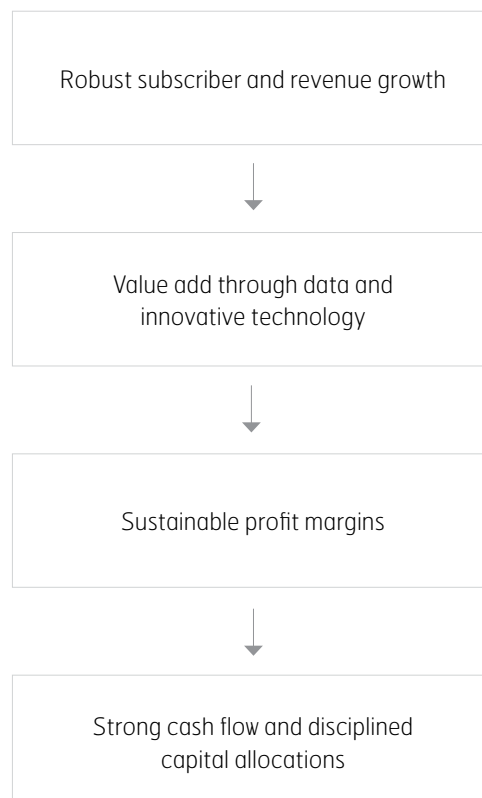 Robust subscriber and revenue growth
Value add through data and
innovative technology
Sustainable profit margins
Strong cash flow and disciplined
capital allocations